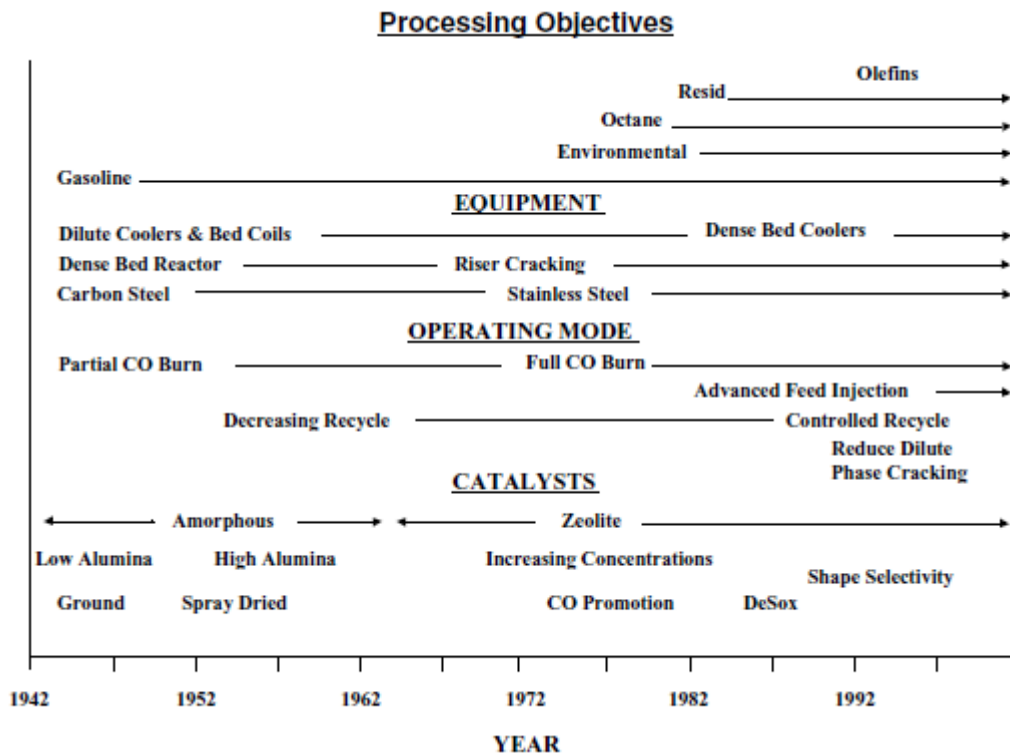 Processing Objectives
Olefins
Resid
Octane
Environmental
Gasoline
EQUIPMENT
Dilute Coolers & Bed Coils Dense Bed Coolers
Dense Bed Reactor Riser Cracking
Carbon Steel Stainless Steel
OPERATING MODE
Partial CO Burn Full CO Burn
Advanced Feed Injection
Decreasing Recycle Controlled Recycle
Reduce Dilute
Phase Cracking
CATALYSTS
Amorphous Zeolite
Low Alumina High Alumina Increasing Concentrations
Shape Selectivity
Ground Spray Dried CO Promotion DeSox
1942 1952 1962 1972 1982 1992
YEAR